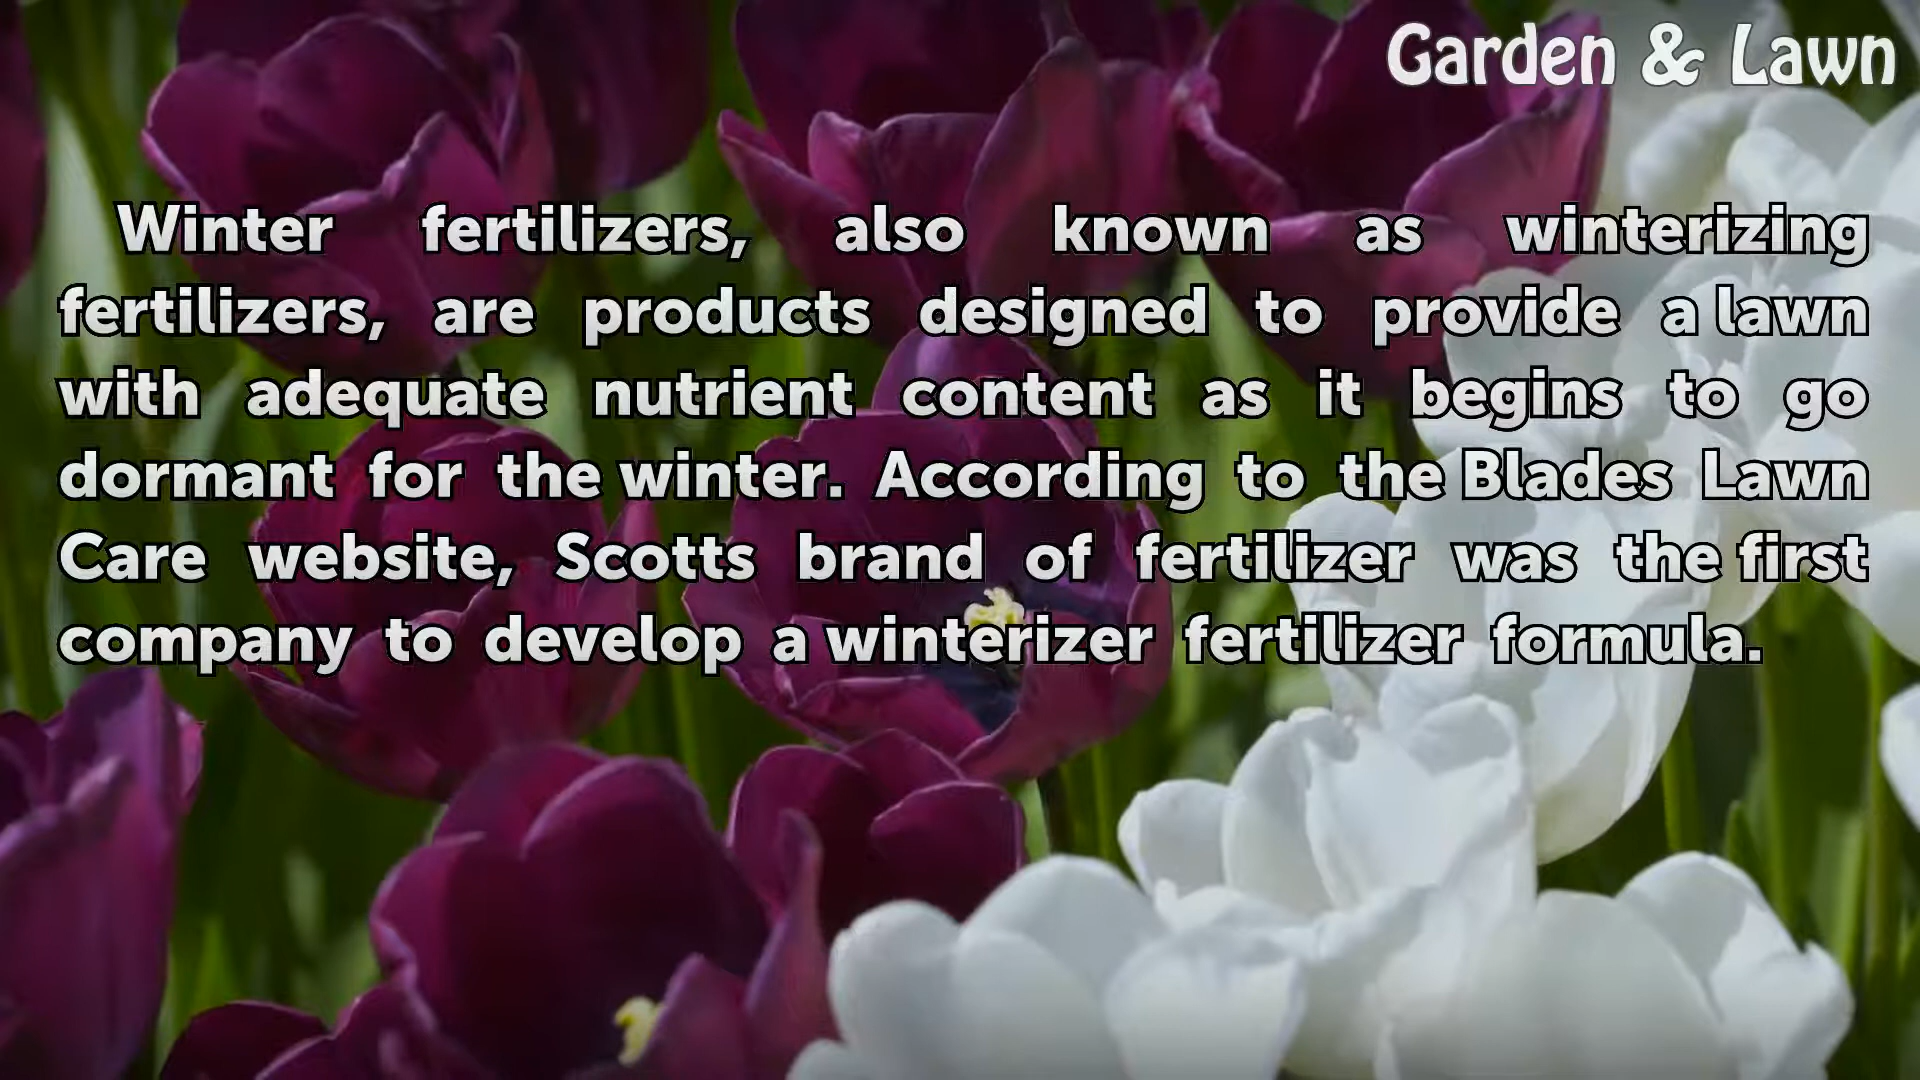 Garden & Lawn
Winter fertilizers, also known as winterizing
fertilizers, are products designed to provide a lawn
with adequate nutrient content as it begins to go
dormant for the winter. According to the Blades Lawn
Care website, Scotts brand of fertilizer was the first
company to develop a winterizer fertilizer formula.